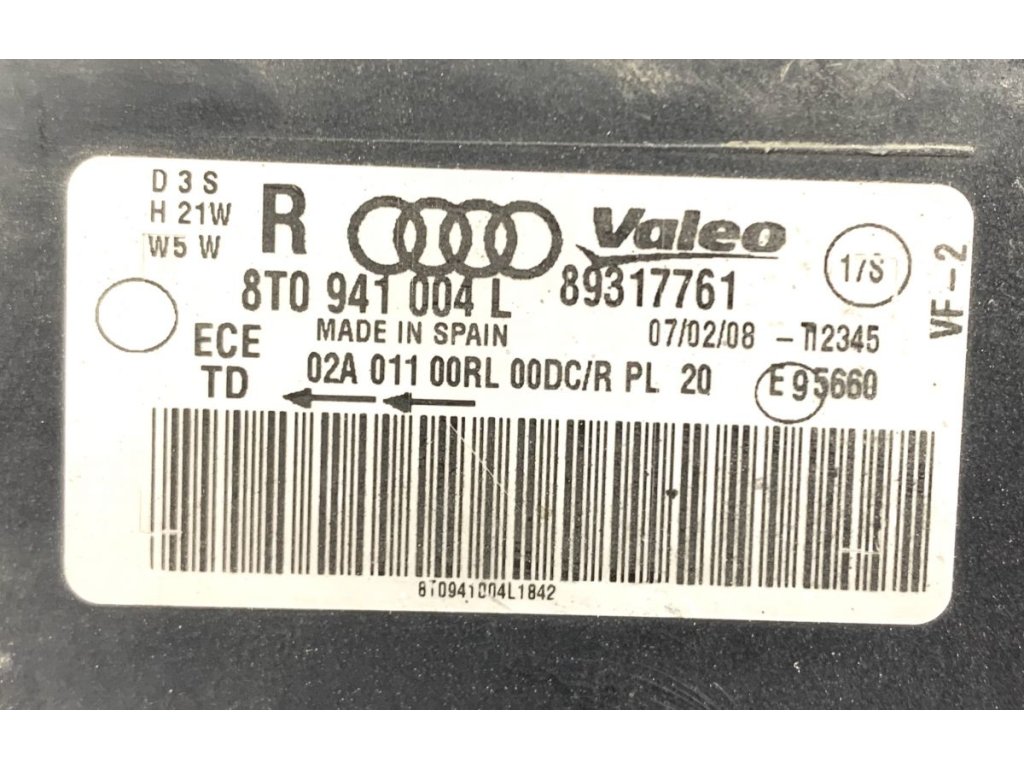 D 3 S
H 21W
W5 W
R
Valeo
17S
VF-2
8T0 941 004 L
89317761
MADE IN SPAIN
07/02/08 - T12345
ECE
TD
02A 011 00RL 00DC/R PL 20
E9 5660
8T0941004L1842